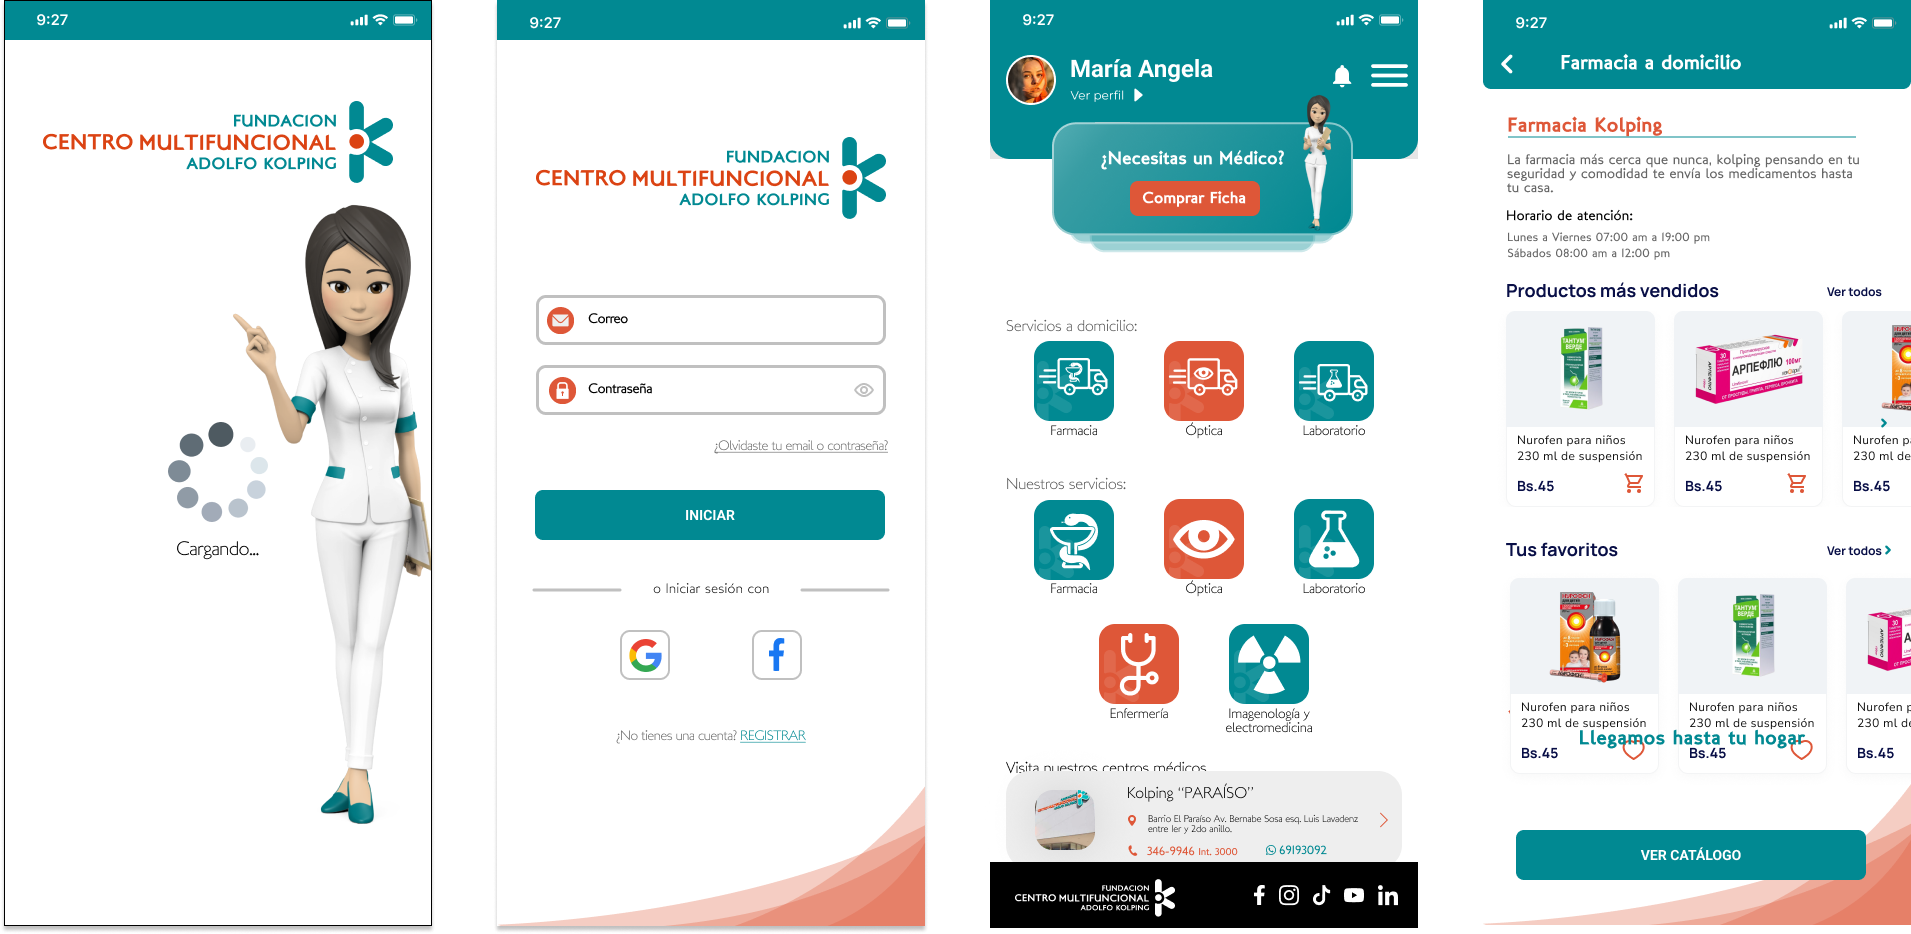 9:27
FUNDACION
CENTRO MULTIFUNCIONAL
ADOLFO KOLPING
Cargando...
9:27
FUNDACION
CENTRO MULTIFUNCIONAL
ADOLFO KOLPING
Correo
Contraseña
¿Olvidaste tu email o contraseña?
INICIAR
o Iniciar sesión con
¿No tienes una cuenta? REGISTRAR
9:27
María Angela
Ver perfil
¿Necesitas un Médico?
Comprar Ficha
Servicios a domicilio:
Farmacia
Óptica
Laboratorio
Nuestros servicios:
Farmacia
Óptica
Laboratorio
Enfermería
Imagenología y
electromedicina
Visita nuestros centros médicos
Kolping “PARAÍSO”
Barrio El Paraíso Av. Bernabe Sosa esq. Luis Lavadenz
entre 1er y 2do anillo.
346-9946 Int. 3000
69193092
FUNDACION
CENTRO MULTIFUNCIONAL
ADOLFO KOLPING
9:27
Farmacia a domicilio
Farmacia Kolping
La farmacia más cerca que nunca, kolping pensando en tu
seguridad y comodidad te envía los medicamentos hasta
tu casa.
Horario de atención:
Lunes a Viernes 07:00 am a 19:00 pm
Sábados 08:00 am a 12:00 pm
Productos más vendidos
Ver todos
ТАНТУМ
ВЕРДЕ
АРПЕФЛЮ 100мг
Nurofen para niños
230 ml de suspensión
Bs.45
Nurofen para niños
230 ml de suspensión
Bs.45
Nurofen p
230 ml de
Bs.45
Tus favoritos
Ver todos
НУРОФЕН
ТАНТУМ
ВЕРДЕ
Nurofen para niños
230 ml de suspensión
Bs.45
Nurofen para niños
230 ml de suspensión
Bs.45
Nurofen p
230 ml de
Bs.45
Llegamos hasta tu hogar
VER CATÁLOGO